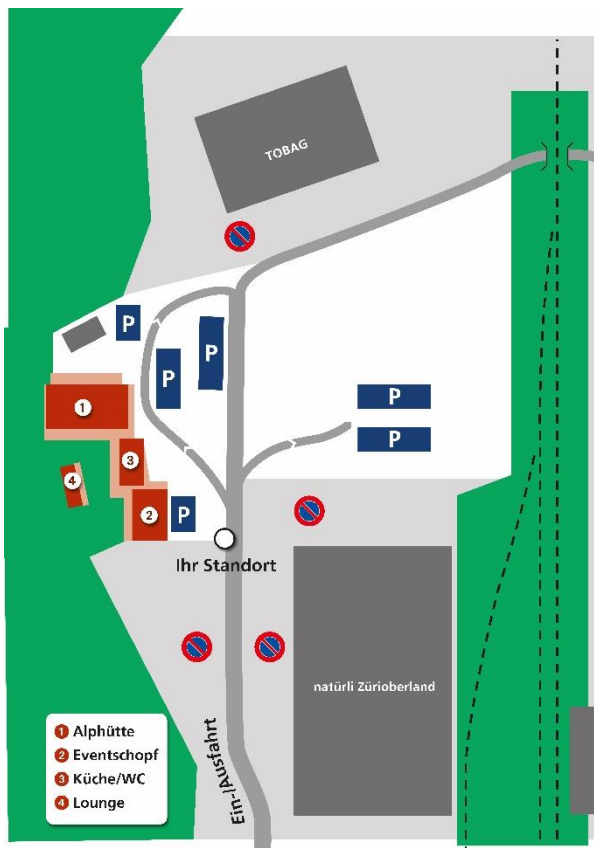 TOBAG
P
P
P
P
P
P
1
3
4
2
Ihr Standort
natürli Zürioberland
Ein-/Ausfahrt
1 Alphütte
2 Eventschopf
3 Küche/WC
4 Lounge